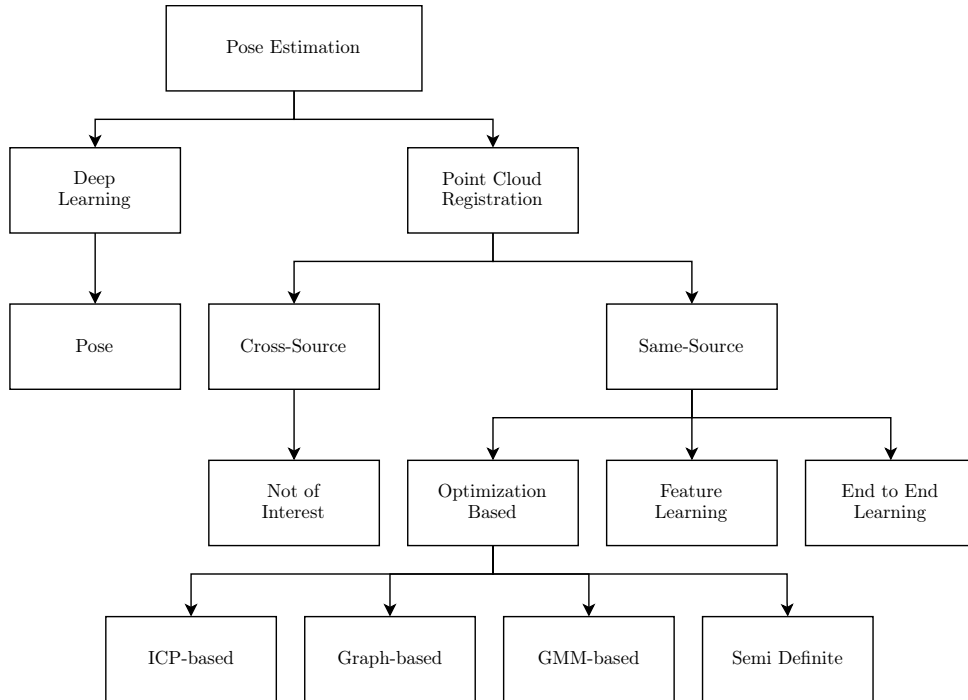 Pose Estimation
Deep
Learning
Point Cloud
Registration
Pose
Cross-Source
Same-Source
Not of
Interest
Optimization
Based
Feature
Learning
End to End
Learning
ICP-based
Graph-based
GMM-based
Semi Definite